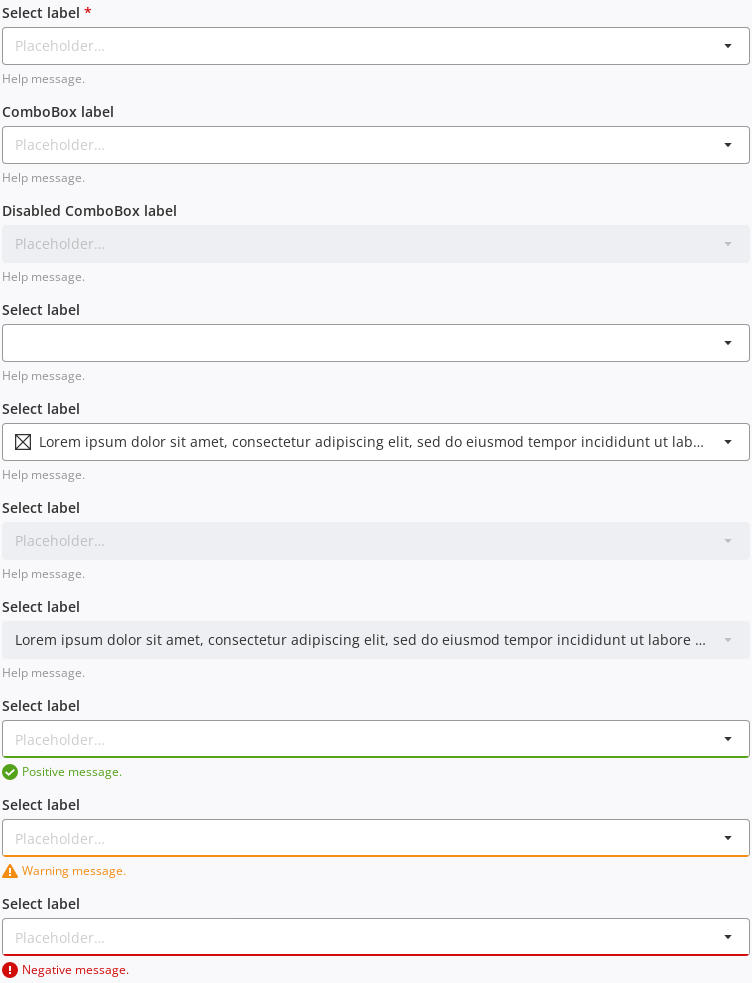 Select label *
Placeholder...
Help message.
ComboBox label
Placeholder...
Help message.
Disabled ComboBox label
Placeholder...
Help message.
Select label
Help message.
Select label
Lorem ipsum dolor sit amet, consectetur adipiscing elit, sed do eiusmod tempor incididunt ut lab...
Help message.
Select label
Placeholder...
Help message.
Select label
Lorem ipsum dolor sit amet, consectetur adipiscing elit, sed do eiusmod tempor incididunt ut labore ...
Help message.
Select label
Placeholder...
Positive message.
Select label
Placeholder...
Warning message.
Select label
Placeholder...
Negative message.